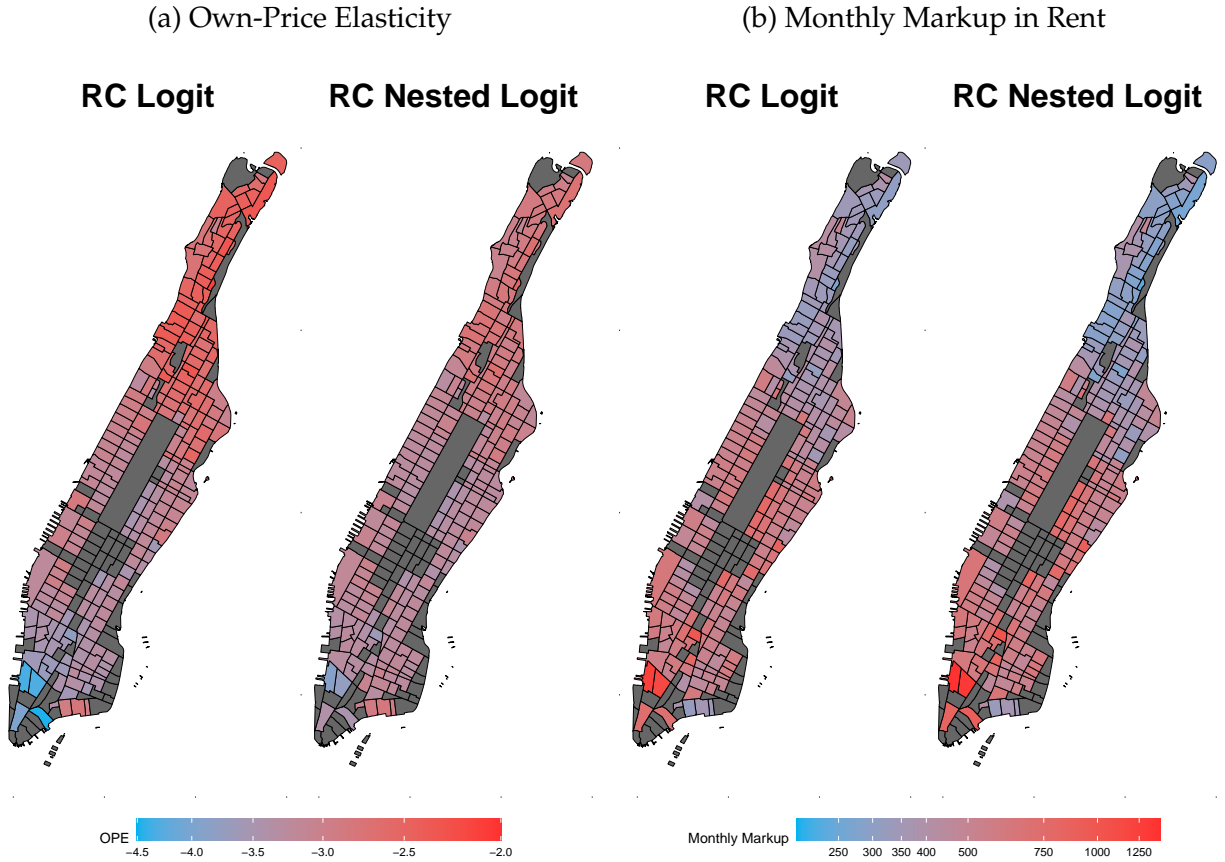 (a) Own-Price Elasticity (b) Monthly Markup in Rent
RC Logit RC Nested Logit RC Logit RC Nested Logit
OPE
−4.5 −4.0 −3.5 −3.0 −2.5 −2.0
Monthly Markup
250 300 350 400 500 750 1000 1250